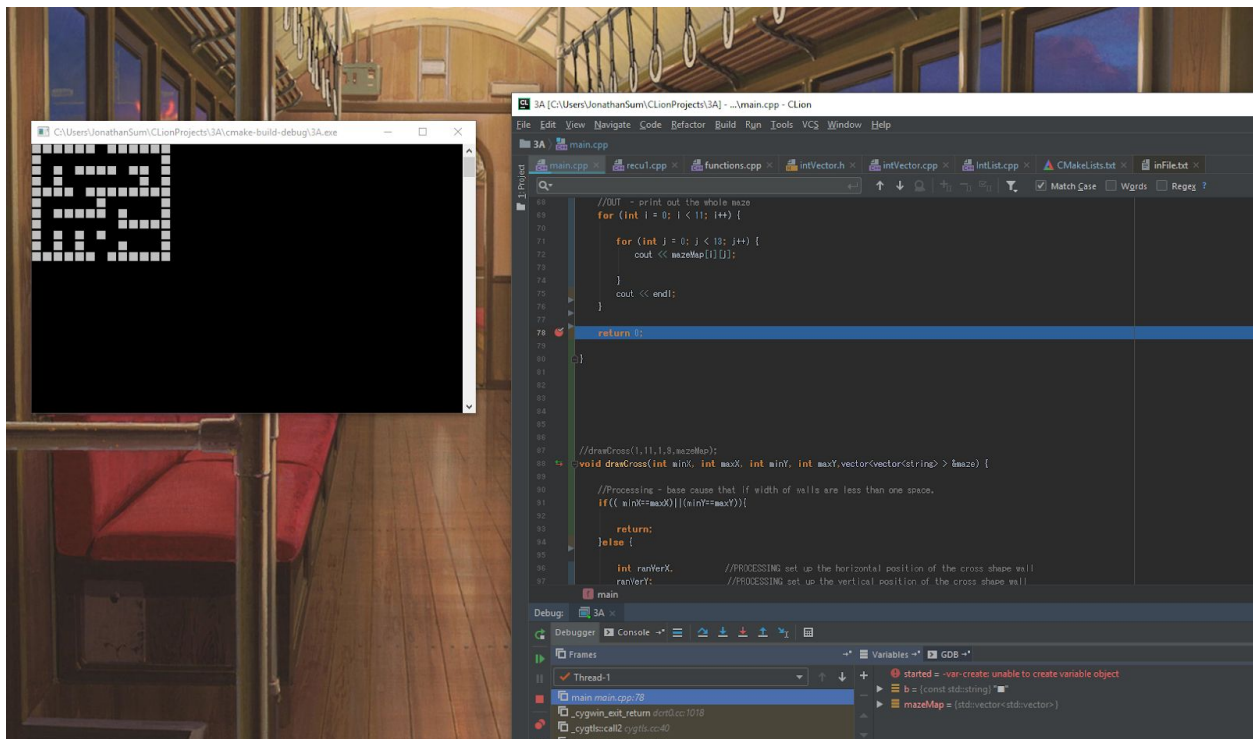 C:\Users\JonathanSum\CLionProjects\3A\cmake-build-debug\3A.exe
3A [C:\Users\JonathanSum\CLionProjects\3A] - ...\main.cpp - CLion
File Edit View Navigate Code Refactor Build Run Tools VCS Window Help
3A main.cpp
main.cpp recu1.cpp functions.cpp intVector.h intVector.cpp IntList.cpp CMakeLists.txt inFile.txt
Match Case Words Regex ?
1: Project
68 //OUT - print out the whole maze
69 for (int i = 0; i < 11; i++) {
70
71 for (int j = 0; j < 13; j++) {
72 cout << mazeMap[i][j];
73
74 }
75 cout << endl;
76 }
77
78 return 0;
79
80 }
81
82
83
84
85
86
87 //drawCross(1,11,1,9,mazeMap);
88 void drawCross(int minX, int maxX, int minY, int maxY,vector<vector<string> > &maze) {
89
90 //Processing - base cause that if width of walls are less than one space.
91 if(( minX==maxX)||(minY==maxY)){
92
93 return;
94 }else {
95
96 int ranVerX, //PROCESSING set up the horizontal position of the cross shape wall
97 ranVerY; //PROCESSING set up the vertical position of the cross shape wall
main
Debug: 3A
Debugger Console
Frames
Variables GDB
Thread-1
started = -var-create: unable to create variable object
main main.cpp:78
b = {const std::string} "■"
_cygwin_exit_return dcrt0.cc:1018
mazeMap = {std::vector<std::vector>}
_cygtls::call2 cygtls.cc:40